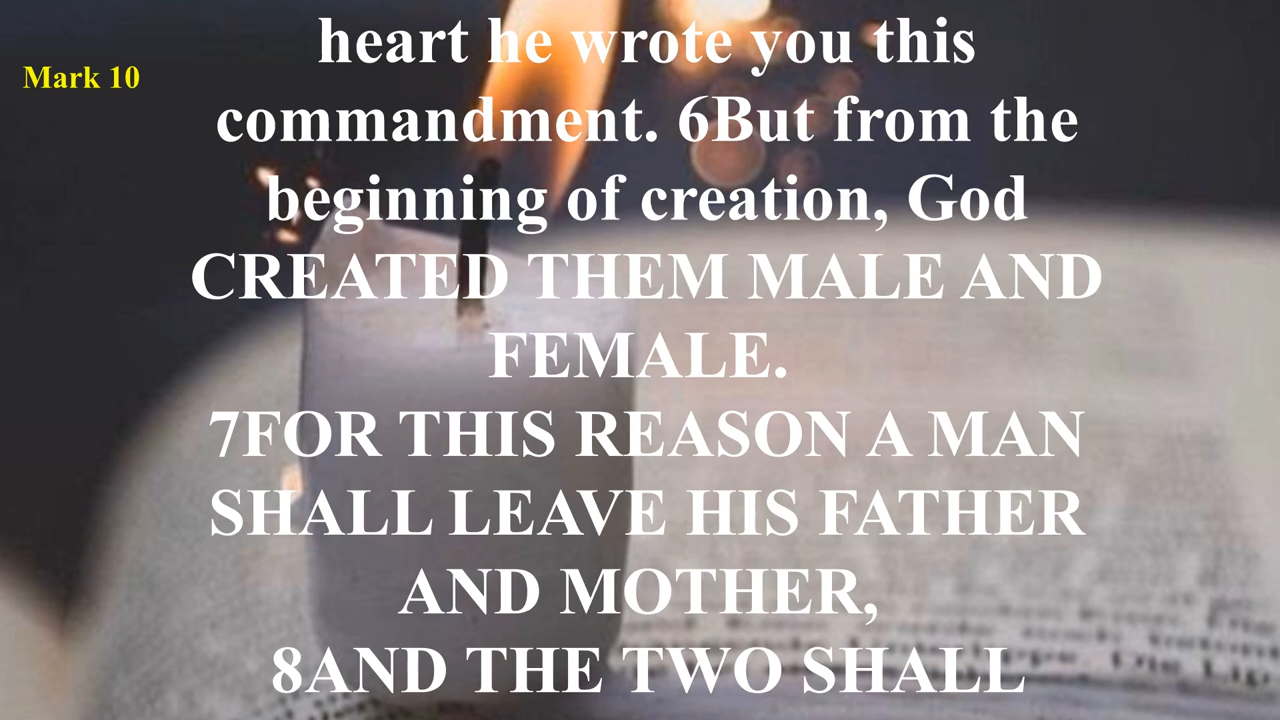 heart he wrote you this
Mark 10
commandment. 6But from the
beginning of creation, God
CREATED THEM MALE AND
FEMALE.
7FOR THIS REASON A MAN
SHALL LEAVE HIS FATHER
AND MOTHER,
8AND THE TWO SHALL